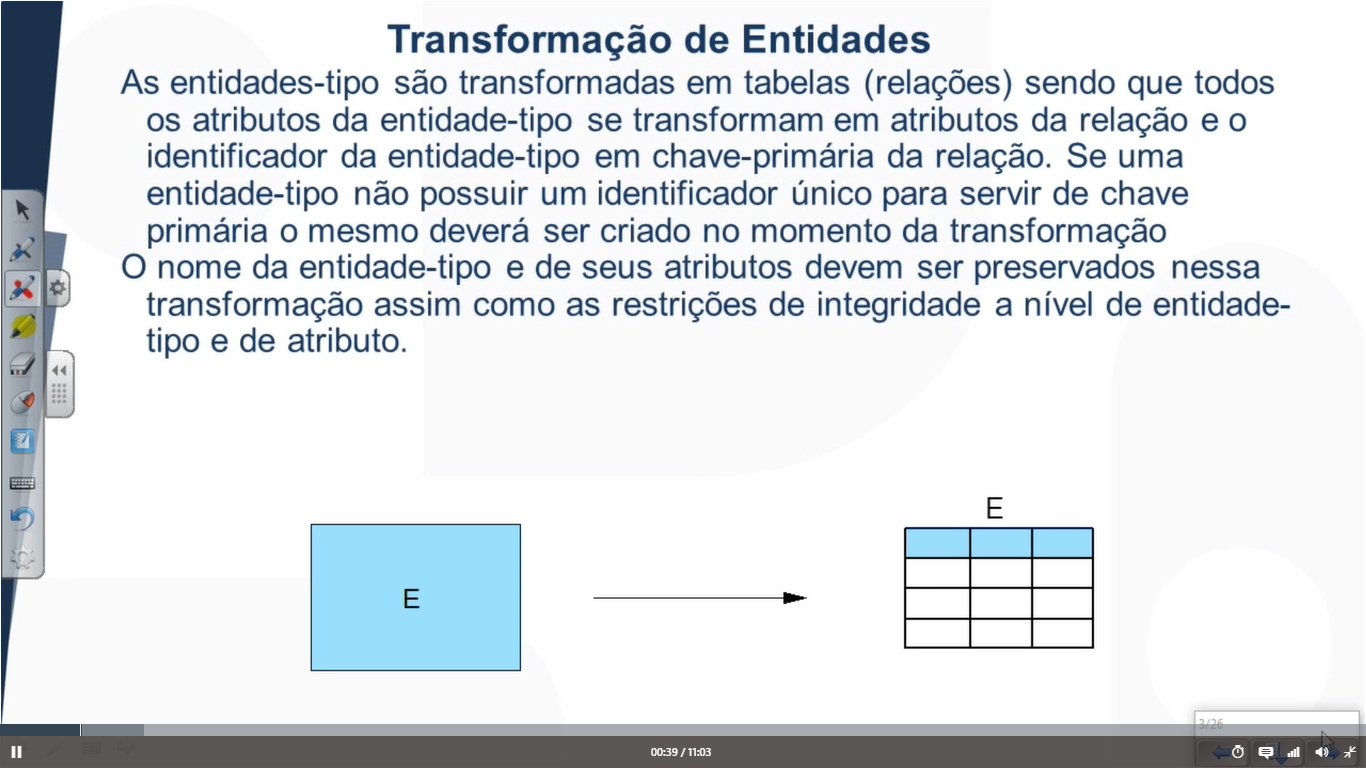 Transformação de Entidades
As entidades-tipo são transformadas em tabelas (relações) sendo que todos
os atributos da entidade-tipo se transformam em atributos da relação e o
identificador da entidade-tipo em chave-primária da relação. Se uma
entidade-tipo não possuir um identificador único para servir de chave
primária o mesmo deverá ser criado no momento da transformação
O nome da entidade-tipo e de seus atributos devem ser preservados nessa
transformação assim como as restrições de integridade a nível de entidade-
tipo e de atributo.
E
E
3/26
00:39 / 11:03